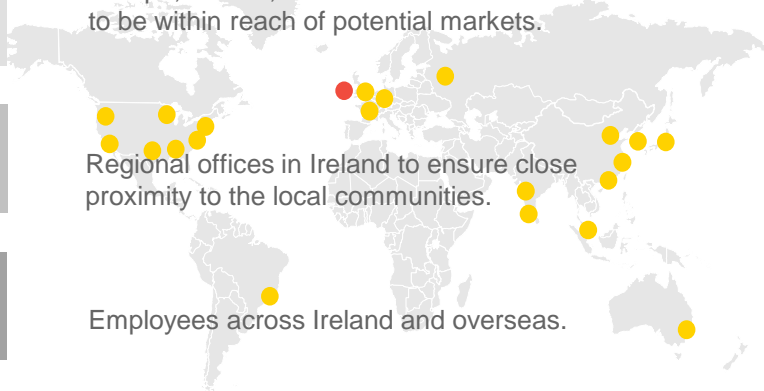 to be within reach of potential markets.
Regional offices in Ireland to ensure close
proximity to the local communities.
Employees across Ireland and overseas.